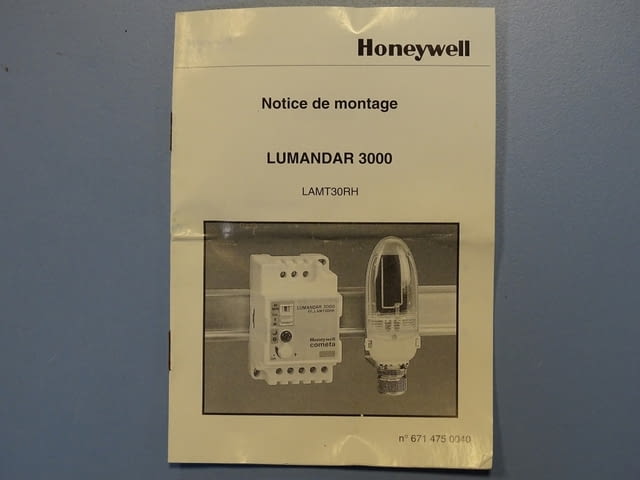 Honeywell
Notice de montage
LUMANDAR 3000
LAMT30RH
LUMANDAR 3000
Honeywell
cometa
n° 671 475 0040